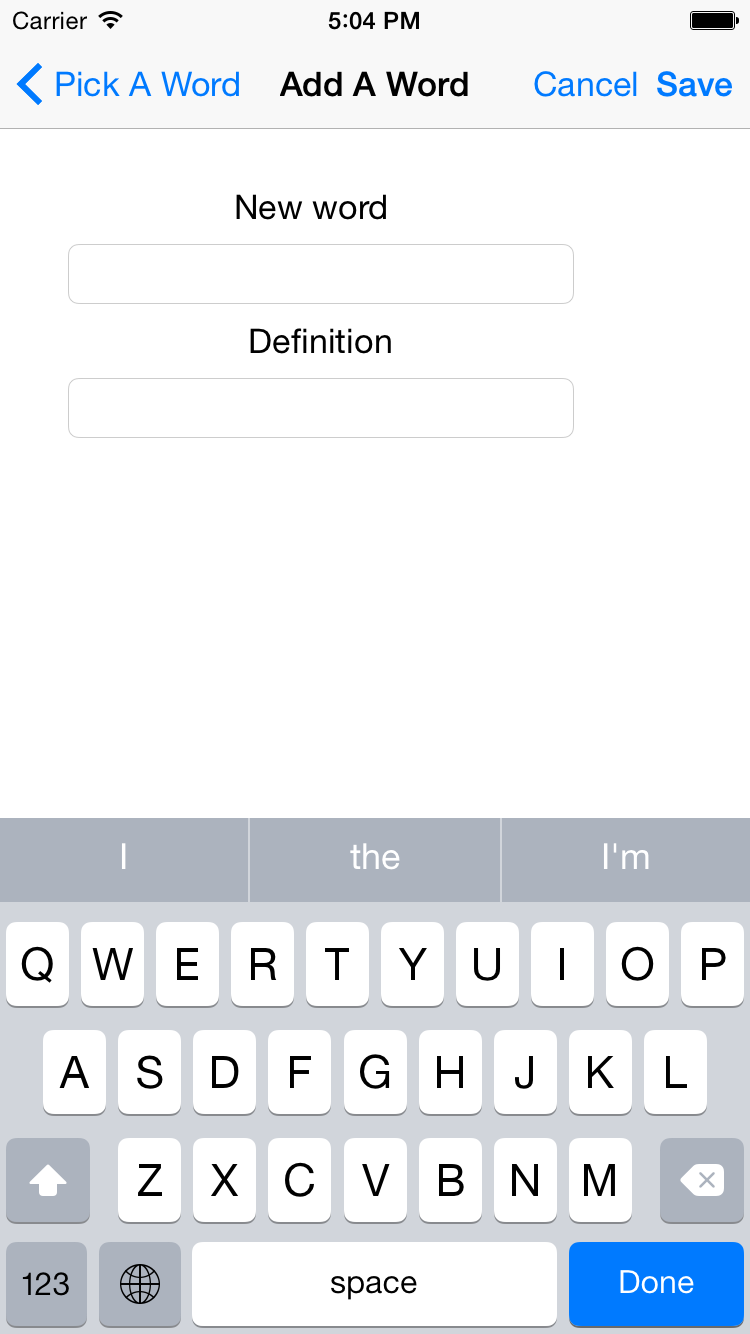 Carrier 5:04 PM
Pick A Word Add A Word Cancel Save
New word
Definition
I the I'm
Q W E R T Y U I O P
A S D F G H J K L
Z X C V B N M
123 space Done